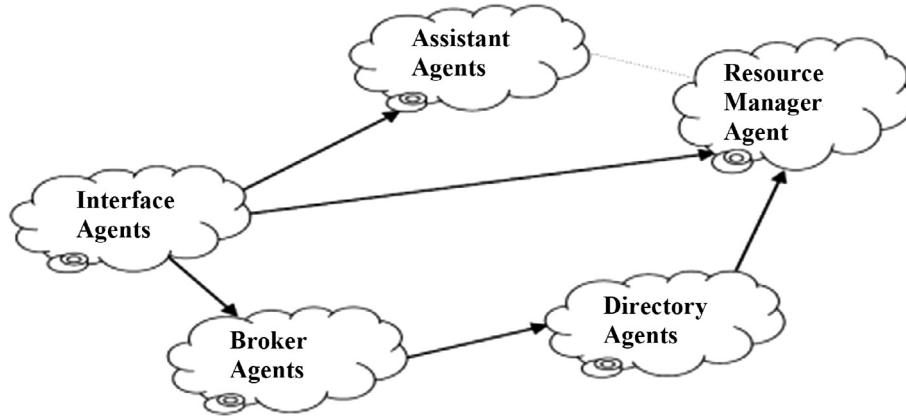 Assistant
Agents
Resource
Manager
Agent
Interface
Agents
Directory
Agents
Broker
Agents